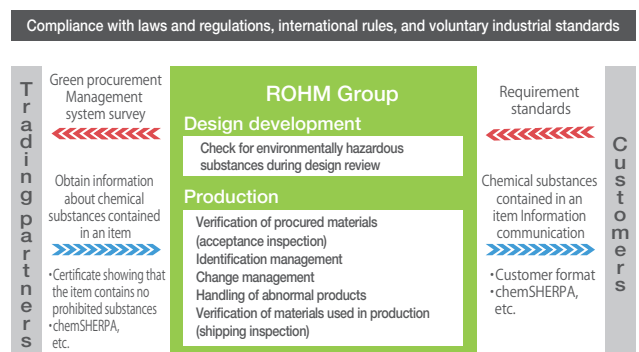 Compliance with laws and regulations, international rules, and voluntary industrial standards
Trading partners
Green procurement
Management
system survey
Obtain information
about chemical
substances contained
in an item
・Certificate showing that
the item contains no
prohibited substances
・chemSHERPA,
etc.
ROHM Group
Design development
Check for environmentally hazardous
substances during design review
Production
Verification of procured materials
(acceptance inspection)
Identification management
Change management
Handling of abnormal products
Verification of materials used in production
(shipping inspection)
Requirement
standards
Chemical substances
contained in an
item Information
communication
・Customer format
・chemSHERPA,
etc.
Customers